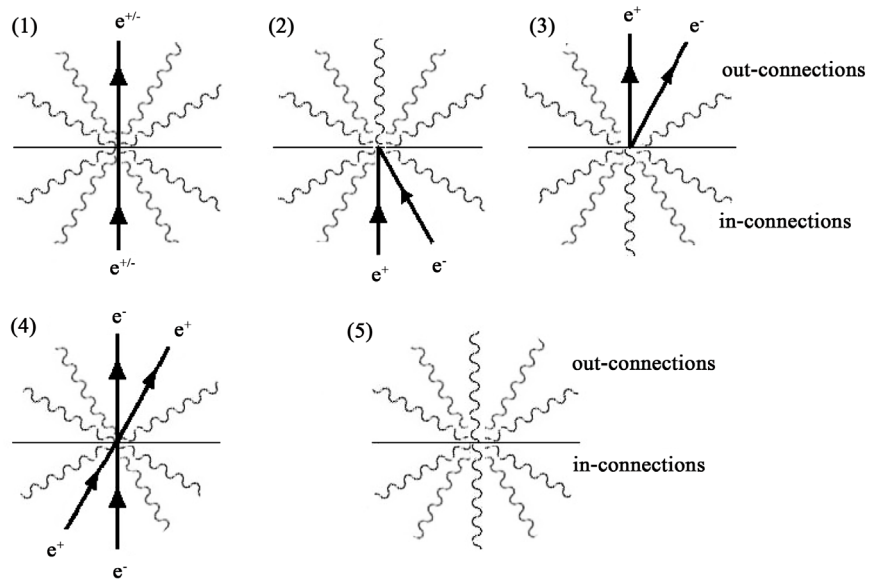 (1)
e+/-
(2)
(3)
e+
e-
out-connections
in-connections
e+/-
e+
e-
(4)
e-
e+
(5)
out-connections
in-connections
e+
e-